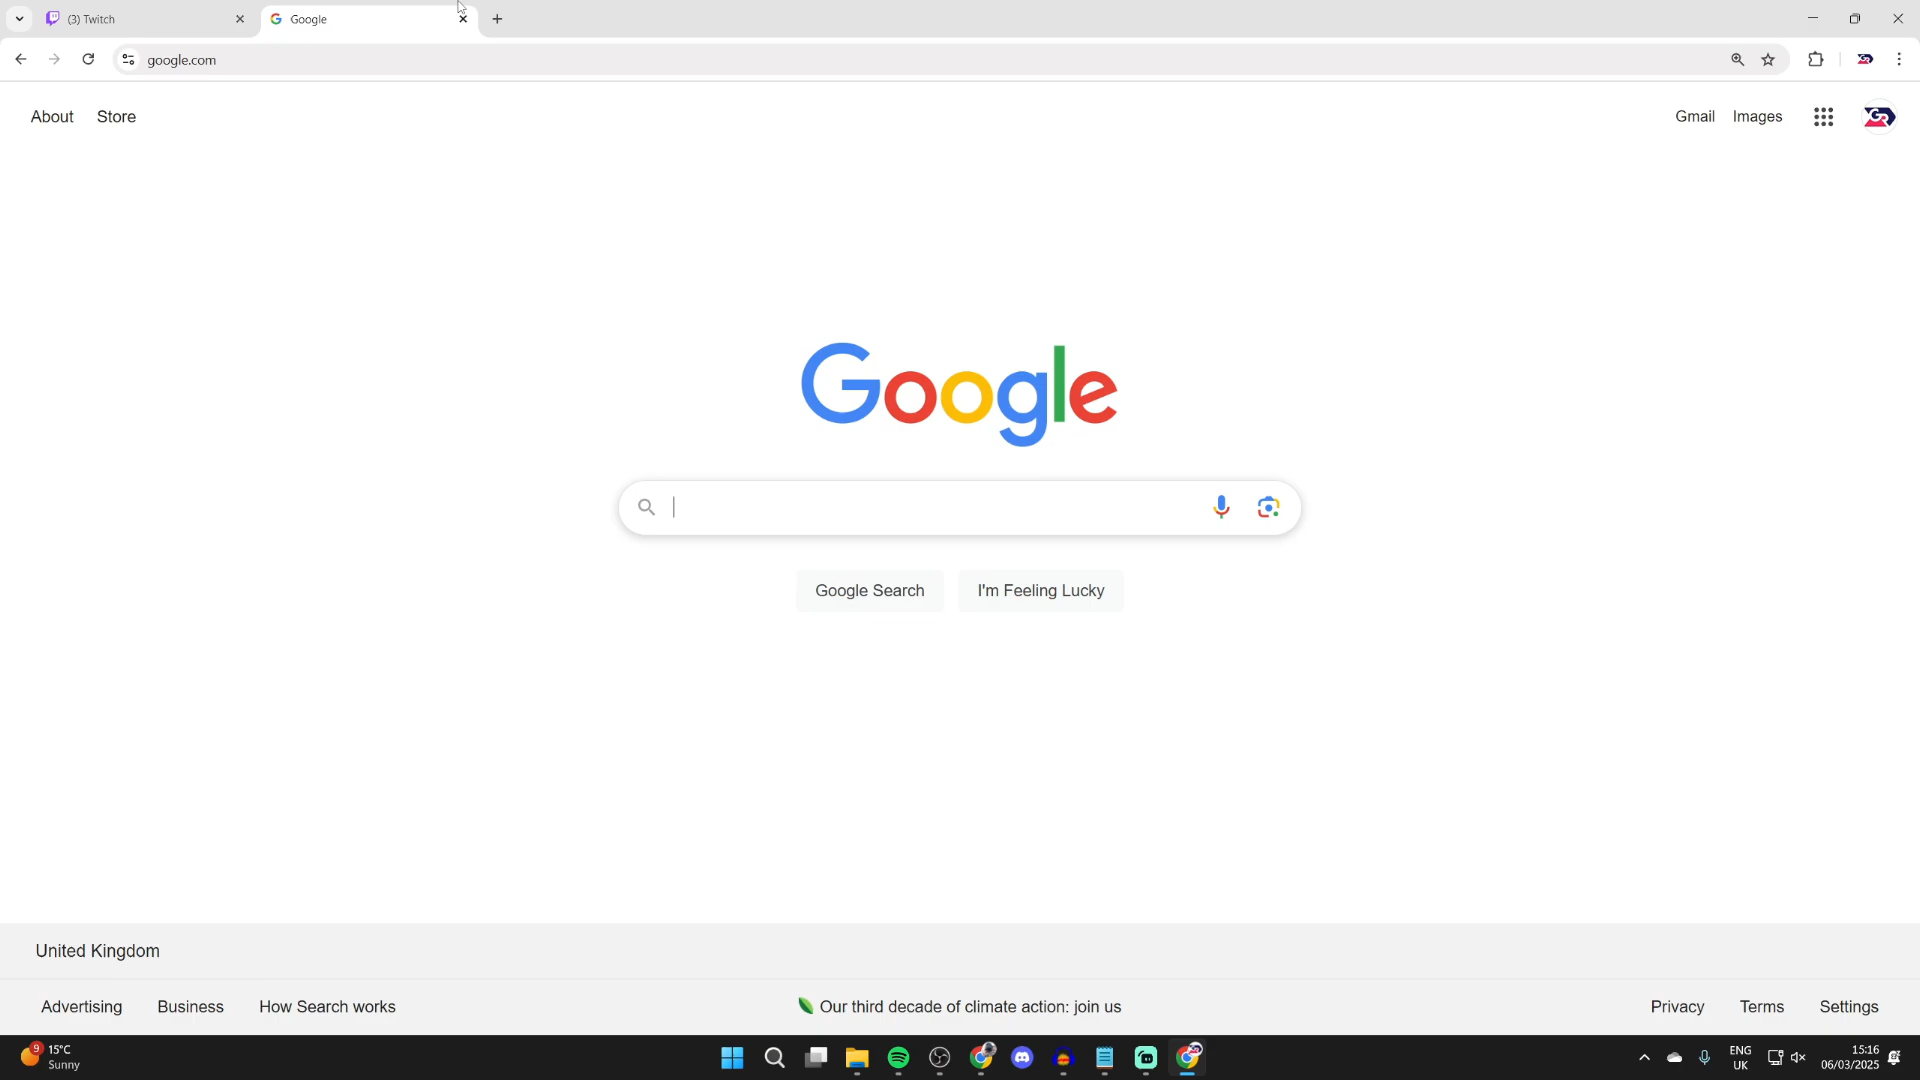 (3) Twitch
Google
google.com
About Store
Gmail Images
GR
Google
Google Search I'm Feeling Lucky
United Kingdom
Advertising Business How Search works
Our third decade of climate action: join us
Privacy Terms Settings
9
15°C
Sunny
ENG
UK
15:16
06/03/2025